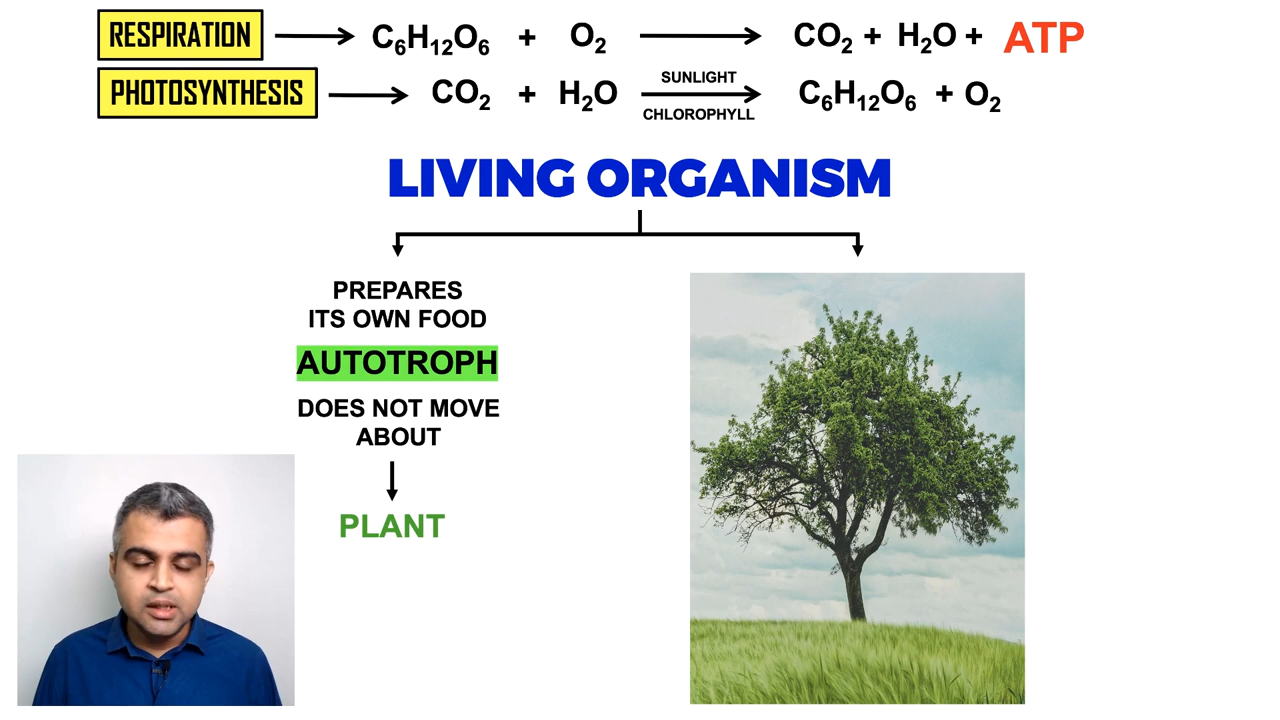 RESPIRATION → C₆H₁₂O₆ + O₂ → CO₂ + H₂O + ATP
PHOTOSYNTHESIS → CO₂ + H₂O SUNLIGHT → CHLOROPHYLL C₆H₁₂O₆ + O₂
LIVING ORGANISM
PREPARES
ITS OWN FOOD
AUTOTROPH
DOES NOT MOVE
ABOUT
PLANT